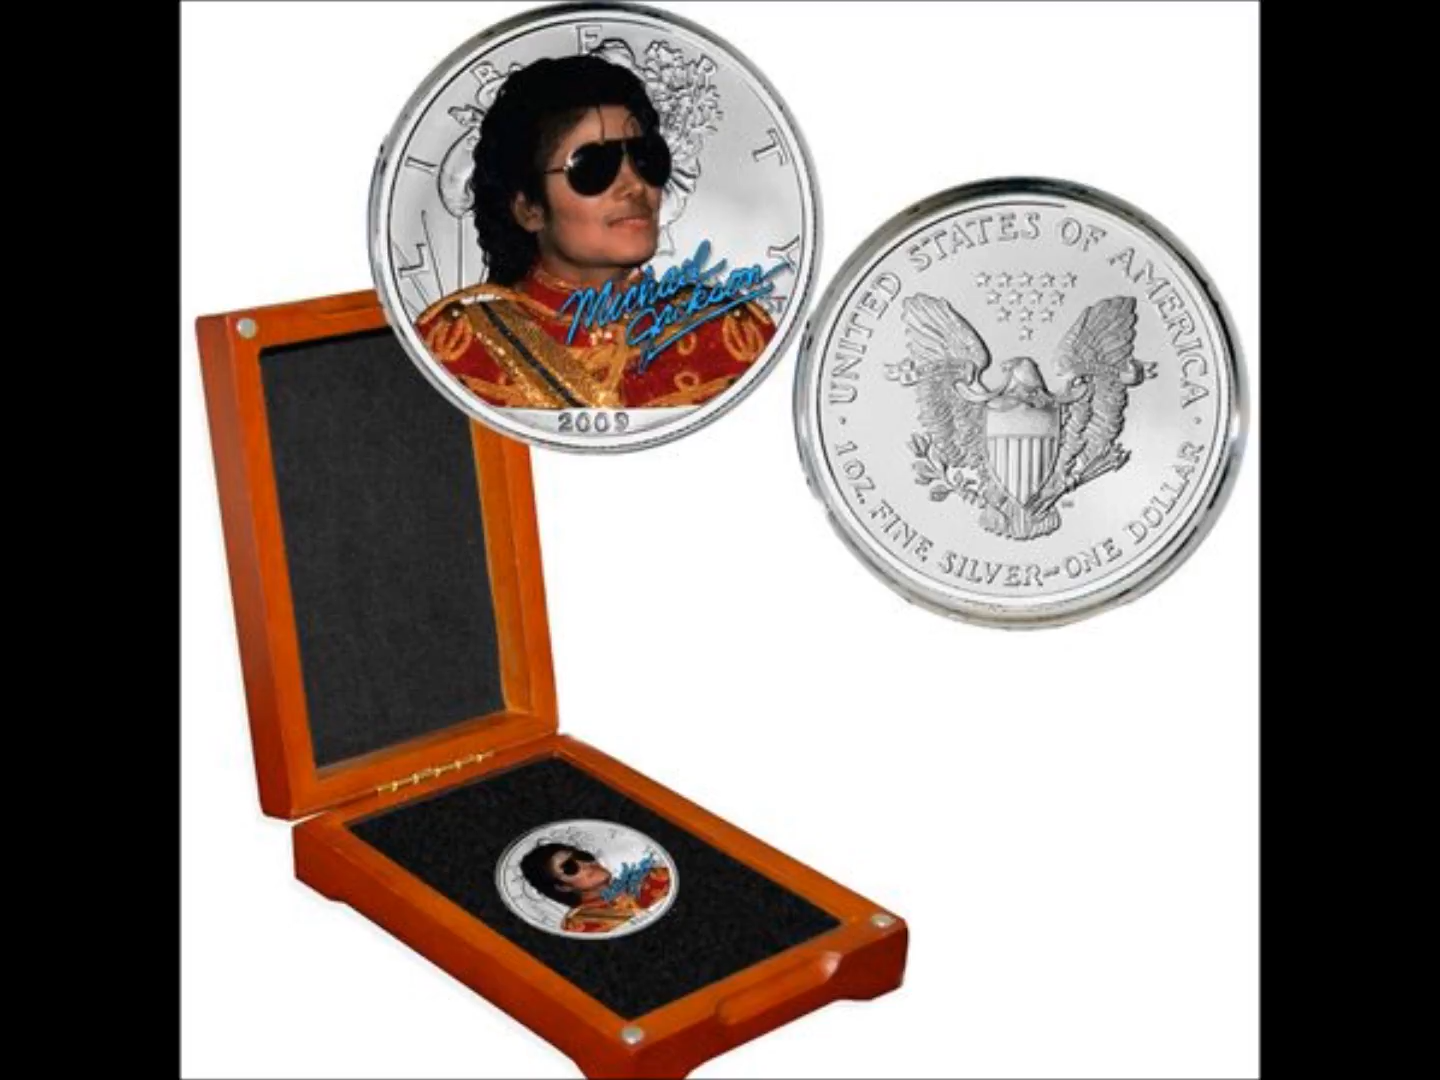 LIBERTY
Michael
Jackson
2009
UNITED STATES OF AMERICA
1 OZ. FINE SILVER~ONE DOLLAR